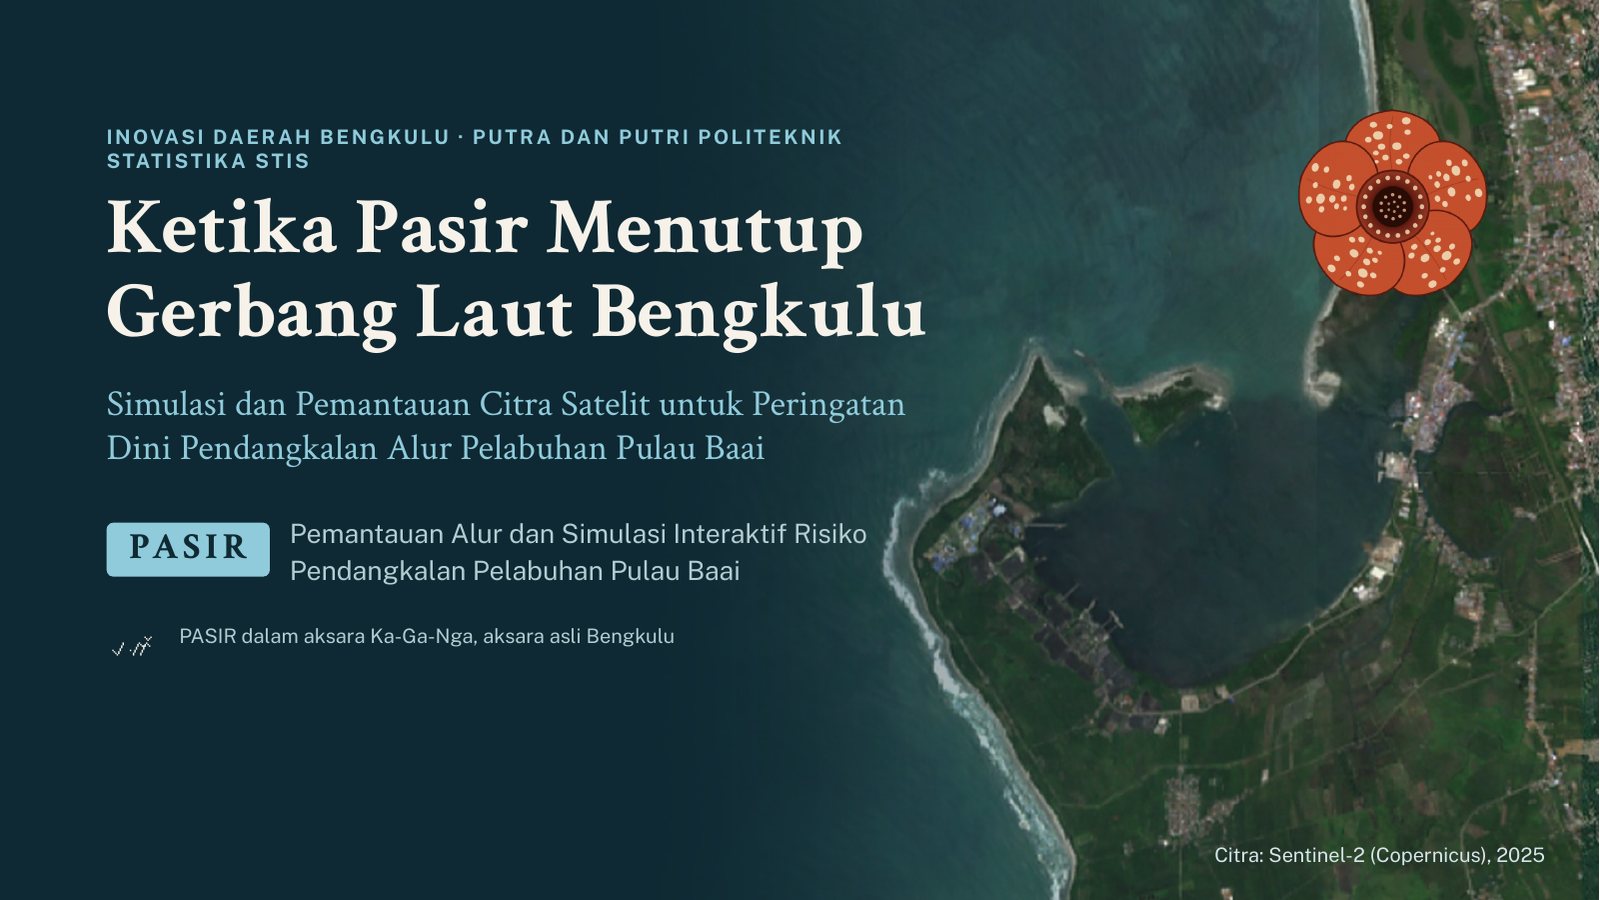 INOVASI DAERAH BENGKULU · PUTRA DAN PUTRI POLITEKNIK
STATISTIKA STIS
Ketika Pasir Menutup
Gerbang Laut Bengkulu
Simulasi dan Pemantauan Citra Satelit untuk Peringatan
Dini Pendangkalan Alur Pelabuhan Pulau Baai
PASIR
Pemantauan Alur dan Simulasi Interaktif Risiko
Pendangkalan Pelabuhan Pulau Baai
PASIR dalam aksara Ka-Ga-Nga, aksara asli Bengkulu
Citra: Sentinel-2 (Copernicus), 2025